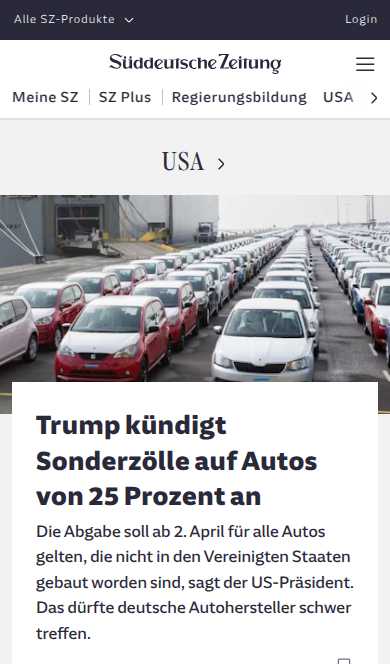 Alle SZ-Produkte
Login
Süddeutsche Zeitung
Meine SZ SZ Plus Regierungsbildung USA
USA
Trump kündigt
Sonderzölle auf Autos
von 25 Prozent an
Die Abgabe soll ab 2. April für alle Autos
gelten, die nicht in den Vereinigten Staaten
gebaut worden sind, sagt der US-Präsident.
Das dürfte deutsche Autohersteller schwer
treffen.